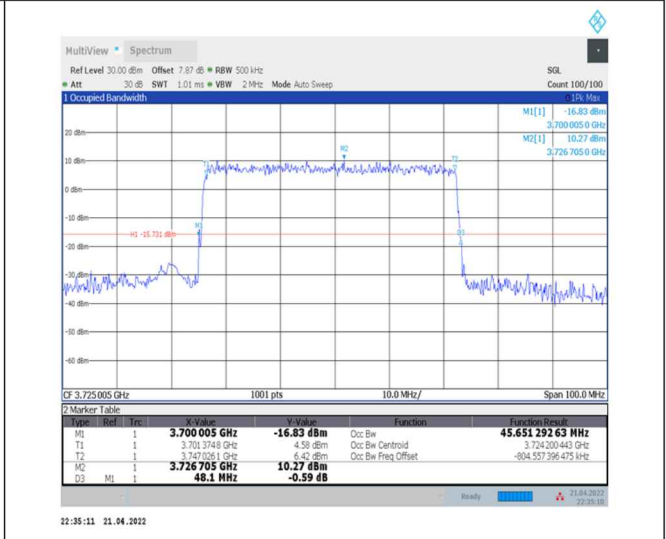 MultiView Spectrum
Ref Level 30.00 dBm Offset 7.87 dB RBW 500 kHz SGL
Att 30 dB SWT 1.01 ms VBW 2 MHz Mode Auto Sweep Count 100/100
1 Occupied Bandwidth 1Pk Max
M1[1] -16.83 dBm
3.700 005 0 GHz
M2[1] 10.27 dBm
3.726 705 0 GHz
20 dBm
M2
10 dBm T1 T2
0 dBm
-10 dBm
M1 D3
H1 -15.731 dBm
-20 dBm
-30 dBm
-40 dBm
-50 dBm
-60 dBm
CF 3.725 005 GHz 1001 pts 10.0 MHz/ Span 100.0 MHz
2 Marker Table
Type Ref Trc X-Value Y-Value Function Function Result
M1 1 3.700 005 GHz -16.83 dBm Occ Bw 45.651 292 63 MHz
T1 1 3.701 374 8 GHz 4.58 dBm Occ Bw Centroid 3.724 200 443 GHz
T2 1 3.747 026 1 GHz 6.42 dBm Occ Bw Freq Offset -804.557 396 475 kHz
M2 1 3.726 705 GHz 10.27 dBm
D3 M1 1 48.1 MHz -0.59 dB
Ready 21.04.2022
22:35:10
22:35:11 21.04.2022